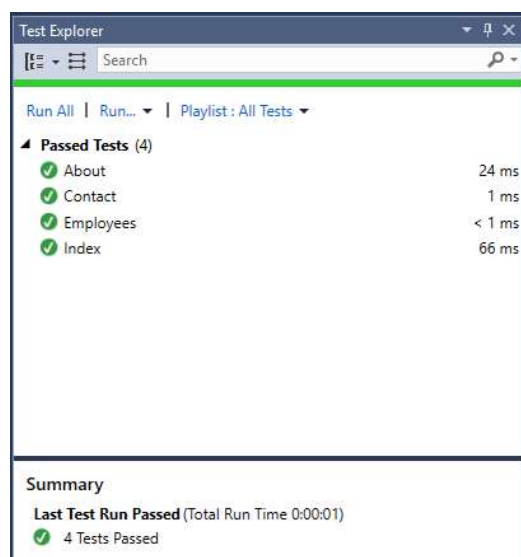 Test Explorer
Search
Run All | Run... | Playlist : All Tests
Passed Tests (4)
About 24 ms
Contact 1 ms
Employees < 1 ms
Index 66 ms
Summary
Last Test Run Passed (Total Run Time 0:00:01)
4 Tests Passed